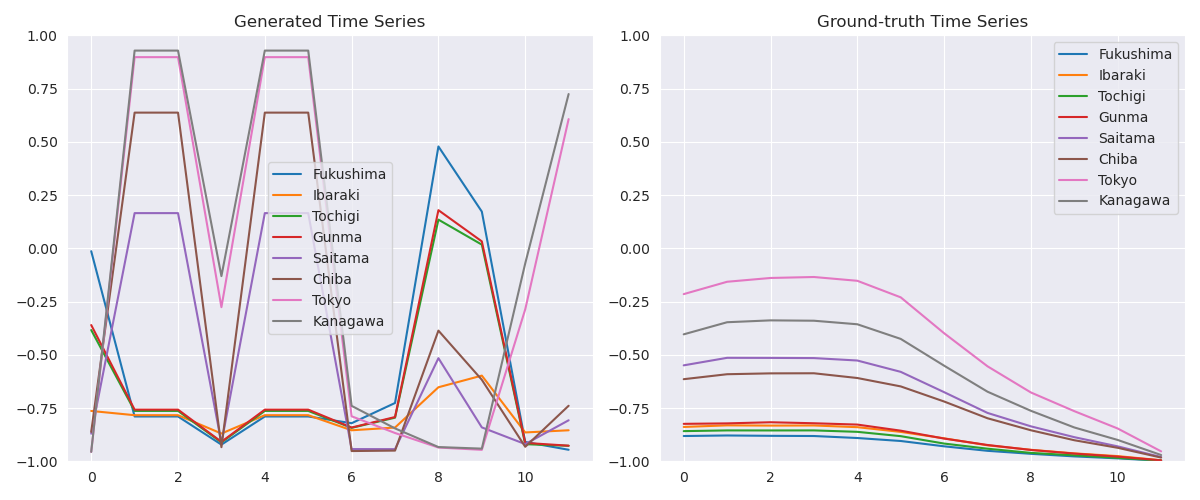 Generated Time Series
1.00
0.75
0.50
0.25
0.00
−0.25
−0.50
−0.75
−1.00
0 2 4 6 8 10
Fukushima
Ibaraki
Tochigi
Gunma
Saitama
Chiba
Tokyo
Kanagawa
Ground-truth Time Series
1.00
0.75
0.50
0.25
0.00
−0.25
−0.50
−0.75
−1.00
0 2 4 6 8 10
Fukushima
Ibaraki
Tochigi
Gunma
Saitama
Chiba
Tokyo
Kanagawa